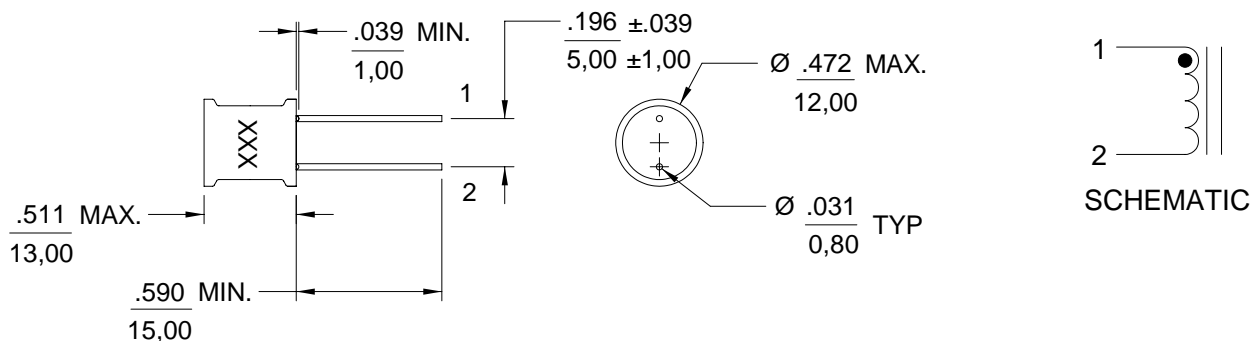 .039 MIN.
1,00
.196 ±.039
5,00 ±1,00
Ø .472 MAX.
12,00
1
2
XXX
.511 MAX.
13,00
.590 MIN.
15,00
Ø .031 TYP
0,80
1
2
SCHEMATIC